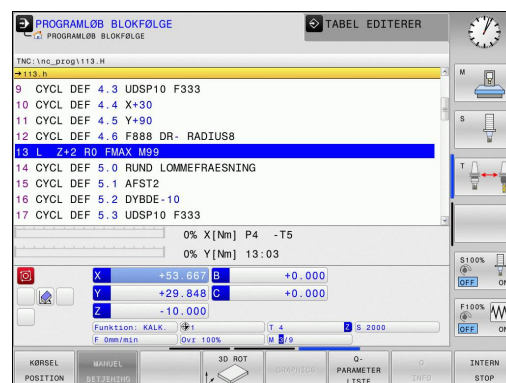 PROGRAMLØB BLOKFØLGE
PROGRAMLØB BLOKFØLGE
TABEL EDITERER
TNC:\nc_prog\113.H
→113.h
9 CYCL DEF 4.3 UDSP10 F333
10 CYCL DEF 4.4 X+30
11 CYCL DEF 4.5 Y+90
12 CYCL DEF 4.6 F888 DR- RADIUS8
13 L Z+2 R0 FMAX M99
14 CYCL DEF 5.0 RUND LOMMEFRAESNING
15 CYCL DEF 5.1 AFST2
16 CYCL DEF 5.2 DYBDE-10
17 CYCL DEF 5.3 UDSP10 F333
0% X[Nm] P4 -T5
0% Y[Nm] 13:03
X +53.667 B +0.000
Y +29.848 C +0.000
Z -10.000
Funktion: KALK. 1 T 4 Z S 2000
F 0mm/min Ovr 100% M 8/9
M
S
T
S100%
OFF ON
F100%
OFF ON
KØRSEL POSITION
MANUEL BETJENING
3D ROT
GRAPHICS
Q-PARAMETER LISTE
Q INFO
INTERN STOP